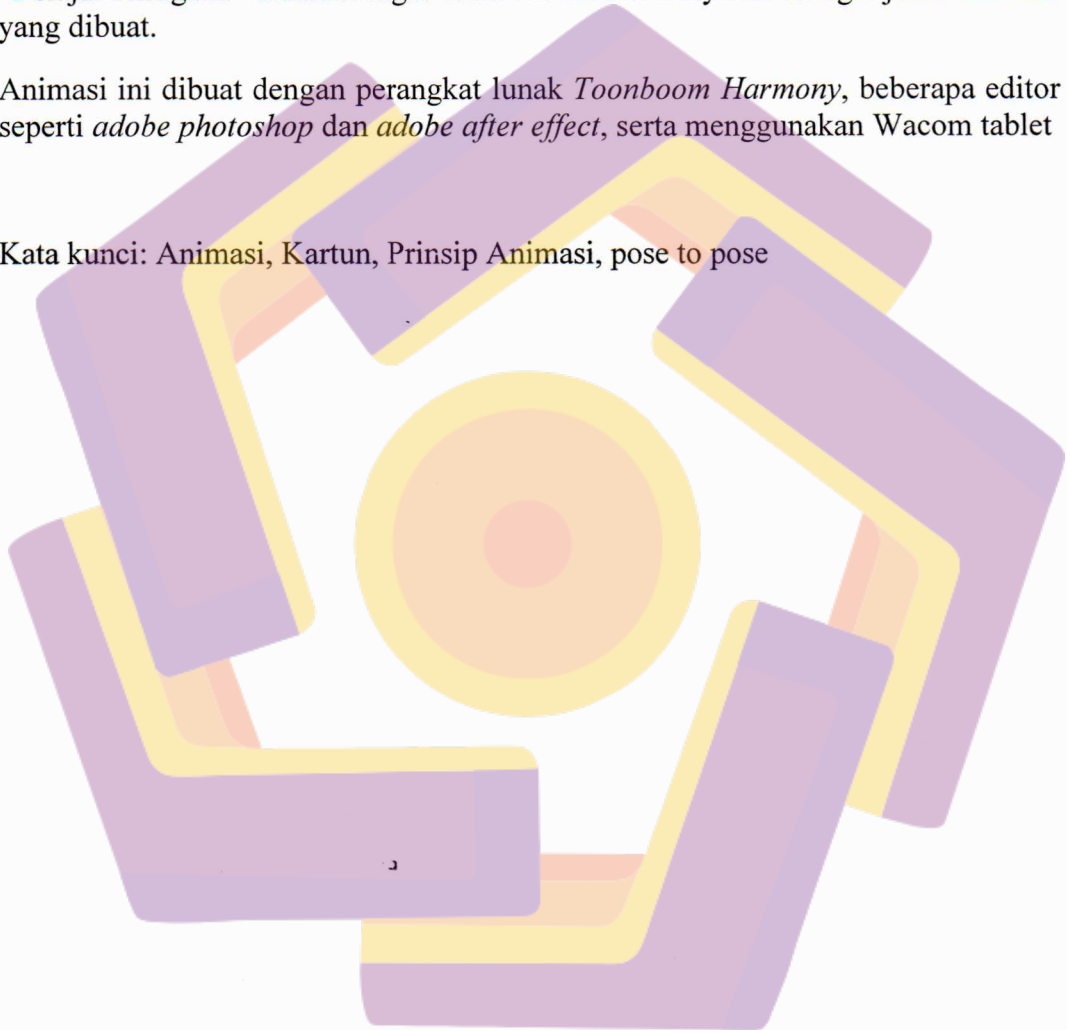 yang dibuat.
Animasi ini dibuat dengan perangkat lunak Toonboom Harmony, beberapa editor
seperti adobe photoshop dan adobe after effect, serta menggunakan Wacom tablet
Kata kunci: Animasi, Kartun, Prinsip Animasi, pose to pose